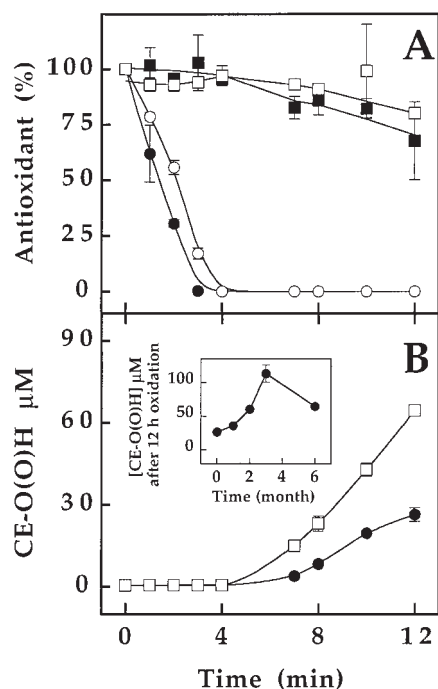 A
Antioxidant (%)
100
75
50
25
0
B
CE-O(O)H μM
90
60
30
0
[CE-O(O)H] μM
after 12 h oxidation
100
50
0
0 2 4 6
Time (month)
0 4 8 12
Time (min)